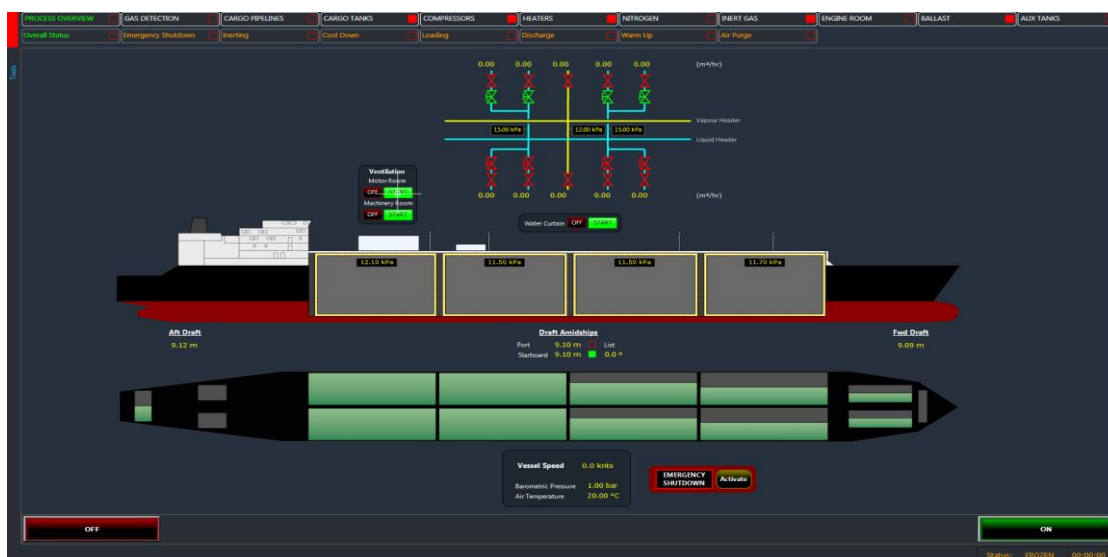 PROCESS OVERVIEW GAS DETECTION CARGO PIPELINES CARGO TANKS COMPRESSORS HEATERS NITROGEN INERT GAS ENGINE ROOM BALLAST AUX TANKS
Overall Status Emergency Shutdown Inerting Cool Down Loading Discharge Warm Up Air Purge
Tools
0.00 0.00 0.00 0.00 0.00 (m³/hr)
Vapour Header
15.00 kPa 12.00 kPa 15.00 kPa
Liquid Header
Ventilation
Motor Room
OFF START
Machinery Room
OFF START
0.00 0.00 0.00 0.00 0.00 (m³/hr)
Water Curtain OFF START
12.10 kPa 11.50 kPa 11.50 kPa 11.70 kPa
Aft Draft Draft Amidships Fwd Draft
9.12 m Port 9.10 m List 9.09 m
Starboard 9.10 m 0.0 º
Vessel Speed 0.0 knts
Barometric Pressure 1.00 bar
Air Temperature 20.00 ºC
EMERGENCY
SHUTDOWN
Activate
OFF ON
Status: FROZEN 00:00:00